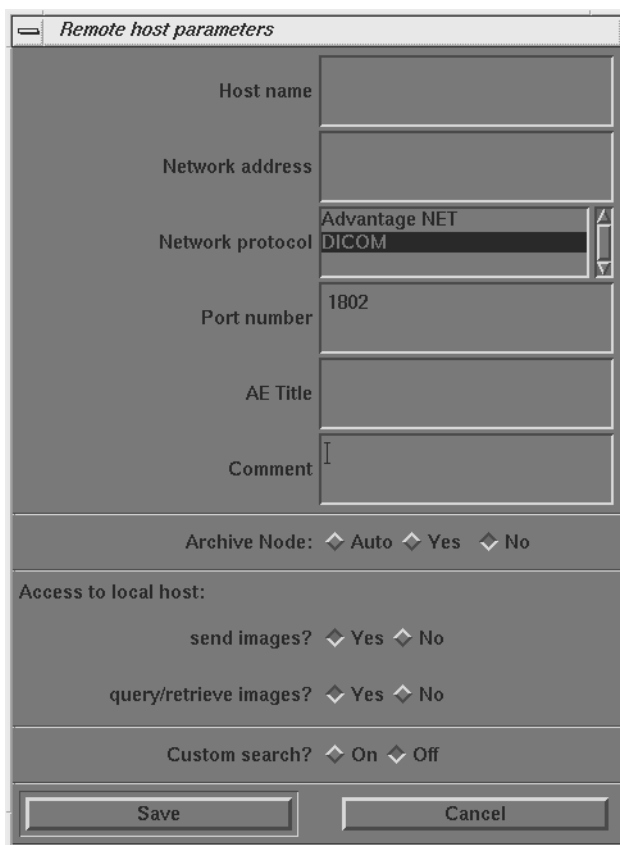 Remote host parameters
Host name
Network address
Advantage NET
Network protocol DICOM
Port number 1802
AE Title
Comment
Archive Node: Auto Yes No
Access to local host:
send images? Yes No
query/retrieve images? Yes No
Custom search? On Off
Save Cancel